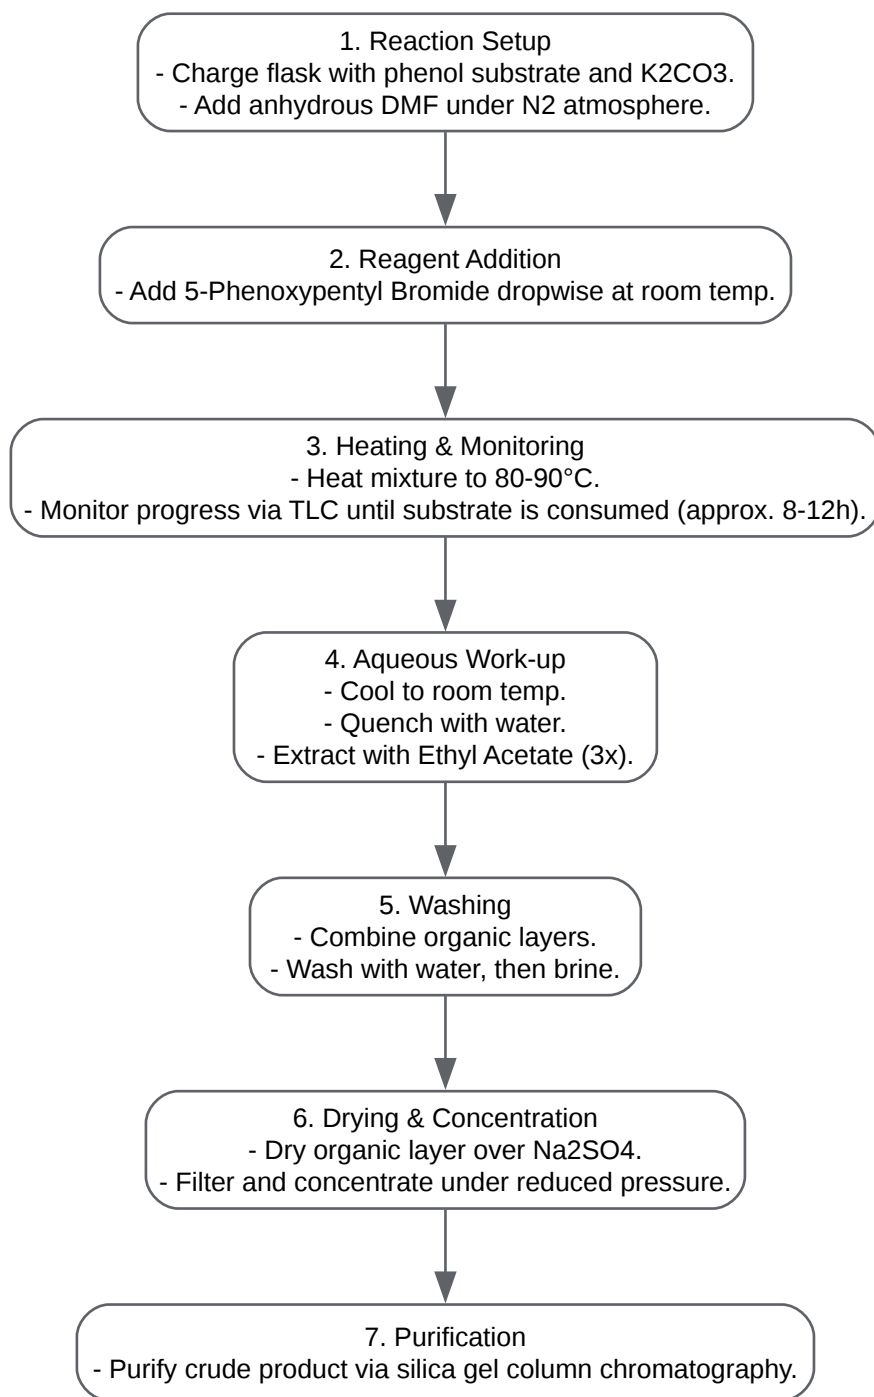 1. Reaction Setup
- Charge flask with phenol substrate and K2CO3.
- Add anhydrous DMF under N2 atmosphere.
2. Reagent Addition
- Add 5-Phenoxypentyl Bromide dropwise at room temp.
3. Heating & Monitoring
- Heat mixture to 80-90°C.
- Monitor progress via TLC until substrate is consumed (approx. 8-12h).
4. Aqueous Work-up
- Cool to room temp.
- Quench with water.
- Extract with Ethyl Acetate (3x).
5. Washing
- Combine organic layers.
- Wash with water, then brine.
6. Drying & Concentration
- Dry organic layer over Na2SO4.
- Filter and concentrate under reduced pressure.
7. Purification
- Purify crude product via silica gel column chromatography.